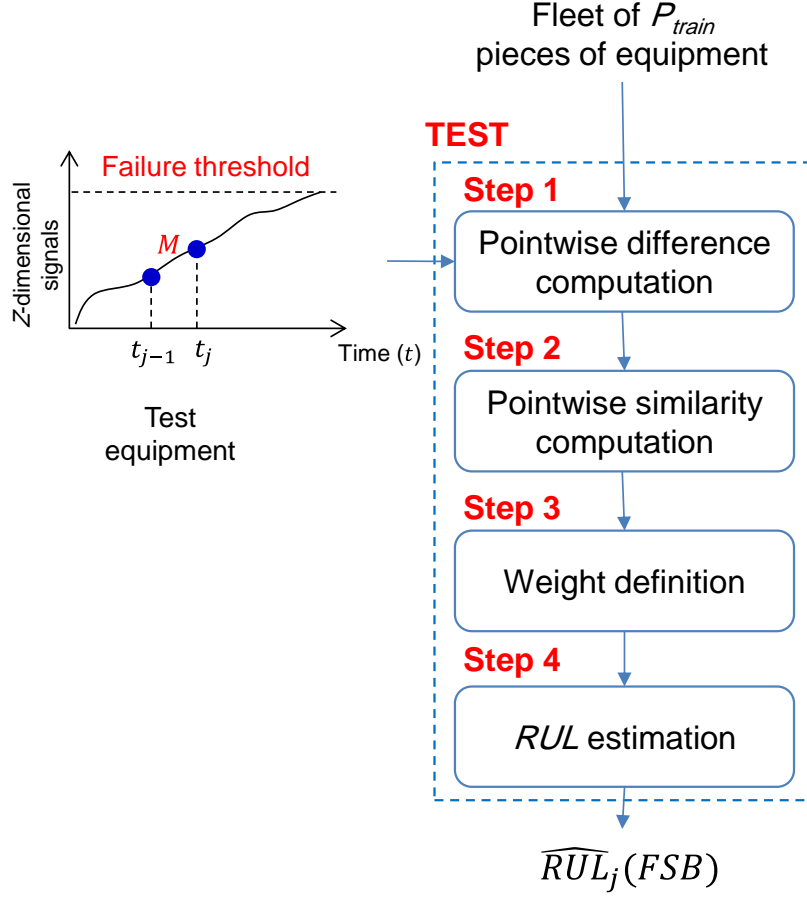 Fleet of P_train
pieces of equipment
TEST
Failure threshold
Z-dimensional
signals
M
t_{j−1}
t_j
Time (t)
Test
equipment
Step 1
Pointwise difference
computation
Step 2
Pointwise similarity
computation
Step 3
Weight definition
Step 4
RUL estimation
\widehat{RUL}_j(FSB)